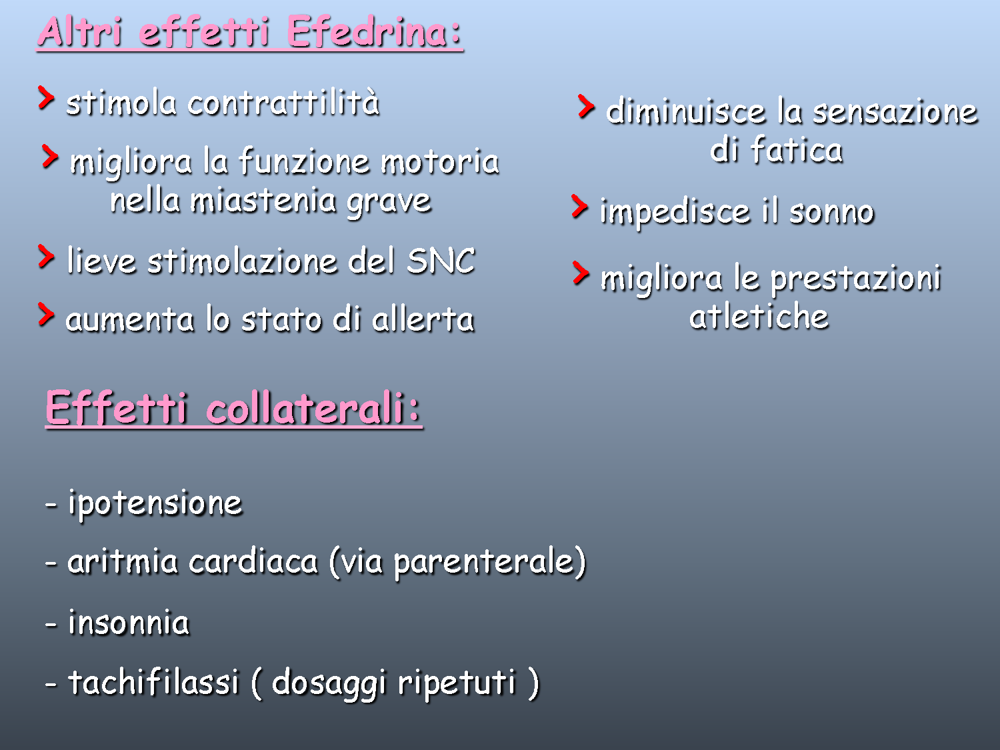 Altri effetti Efedrina:
> stimola contrattilità
> migliora la funzione motoria
nella miastenia grave
> lieve stimolazione del SNC
> aumenta lo stato di allerta
> diminuisce la sensazione
di fatica
> impedisce il sonno
> migliora le prestazioni
atletiche
Effetti collaterali:
- ipotensione
- aritmia cardiaca (via parenterale)
- insonnia
- tachifilassi ( dosaggi ripetuti )